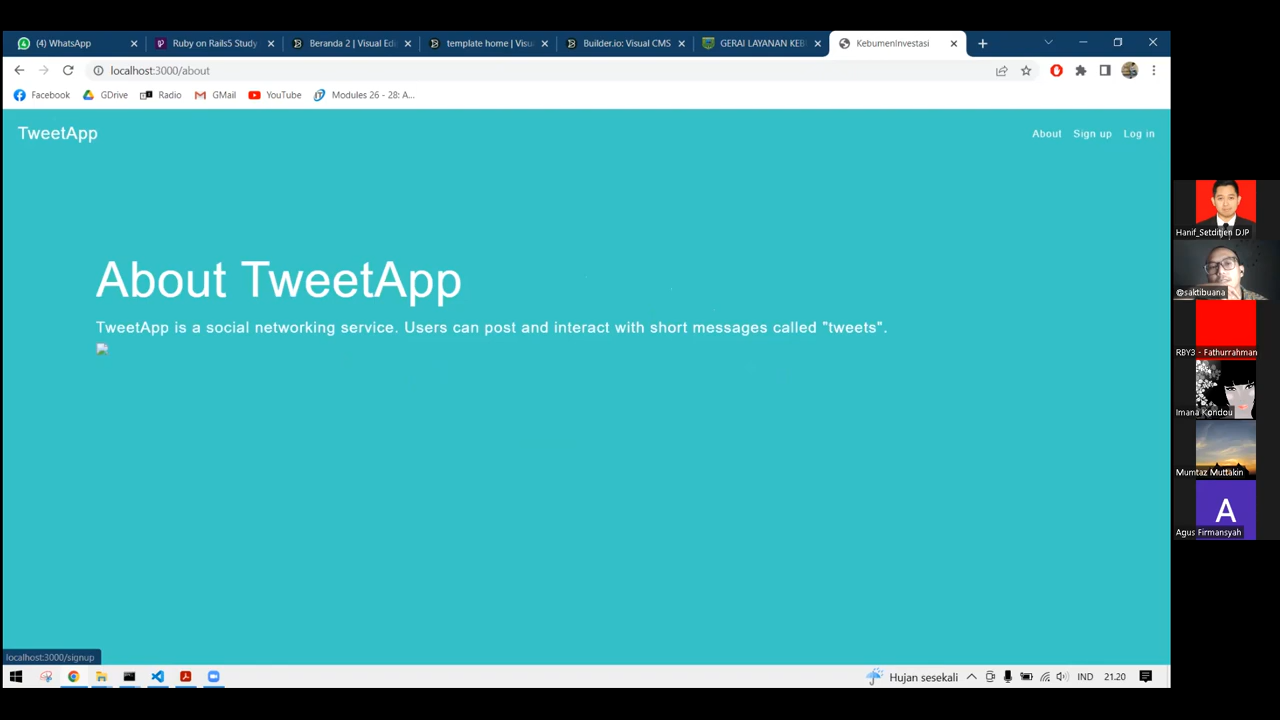 (4) WhatsApp
Ruby on Rails5 Study
Beranda 2 | Visual Edi
template home | Visu
Builder.io: Visual CMS
GERAI LAYANAN KEB
KebumenInvestasi
localhost:3000/about
Facebook
GDrive
Radio
GMail
YouTube
Modules 26 - 28: A...
TweetApp
About
Sign up
Log in
About TweetApp
TweetApp is a social networking service. Users can post and interact with short messages called "tweets".
localhost:3000/signup
Hujan sesekali
IND
21.20
Hanif_Setditjen DJP
@saktibuana
RBY3 - Fathurrahman
Imana Kondou
Mumtaz Muttakin
A
Agus Firmansyah